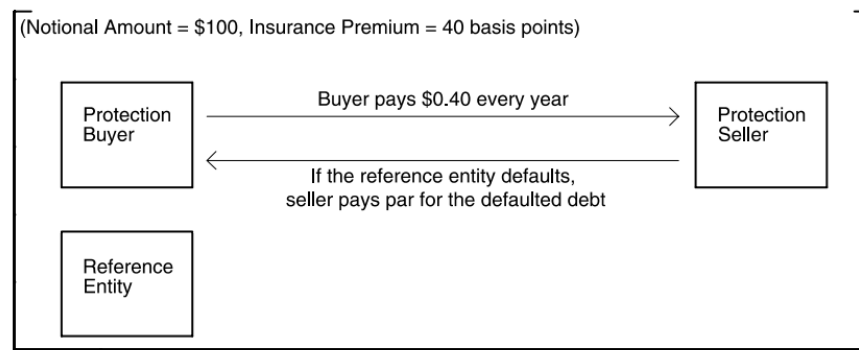 (Notional Amount = $100, Insurance Premium = 40 basis points)
Protection
Buyer
Buyer pays $0.40 every year
Protection
Seller
If the reference entity defaults,
seller pays par for the defaulted debt
Reference
Entity